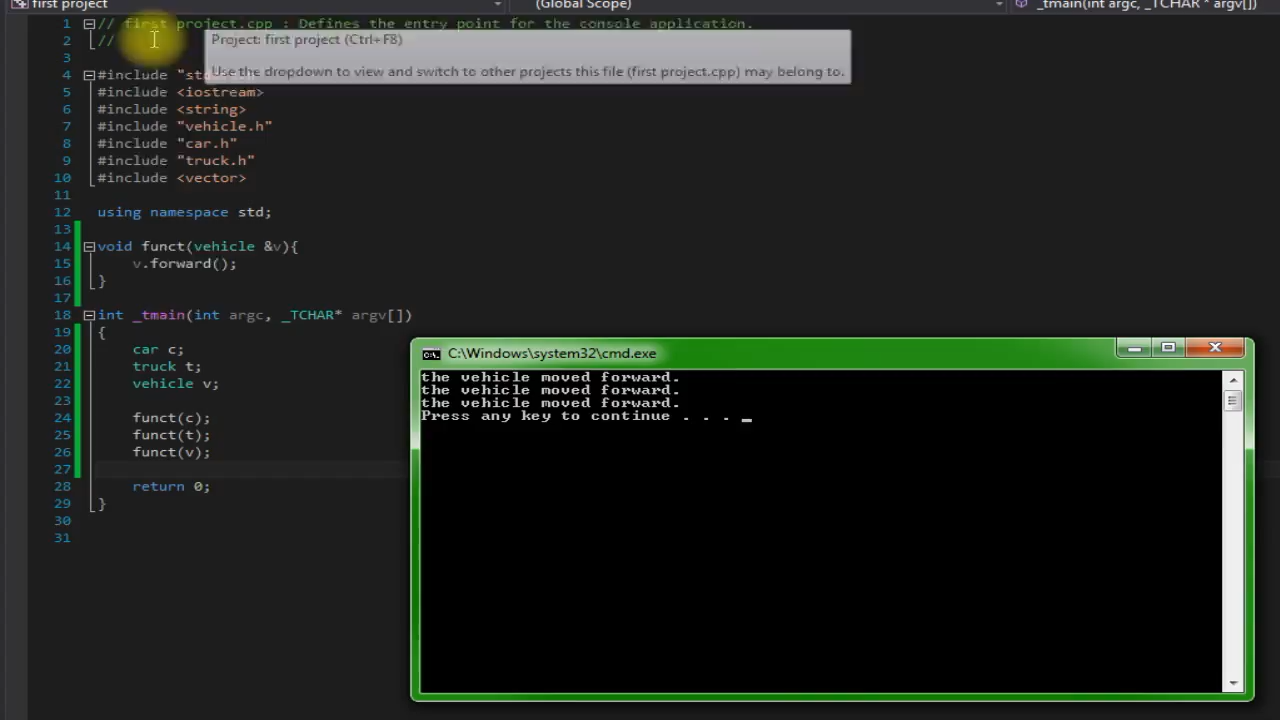 first project
(Global Scope)
_tmain(int argc, _TCHAR * argv[])
1 // first project.cpp : Defines the entry point for the console application.
2 //
Project: first project (Ctrl+F8)
Use the dropdown to view and switch to other projects this file (first project.cpp) may belong to.
3
4 #include
5 #include <iostream>
6 #include <string>
7 #include "vehicle.h"
8 #include "car.h"
9 #include "truck.h"
10 #include <vector>
11
12 using namespace std;
13
14 void funct(vehicle &v){
15 v.forward();
16 }
17
18 int _tmain(int argc, _TCHAR* argv[])
19 {
20 car c;
21 truck t;
22 vehicle v;
23
24 funct(c);
25 funct(t);
26 funct(v);
27
28 return 0;
29 }
30
31
C:\Windows\system32\cmd.exe
the vehicle moved forward.
the vehicle moved forward.
the vehicle moved forward.
Press any key to continue . . . _